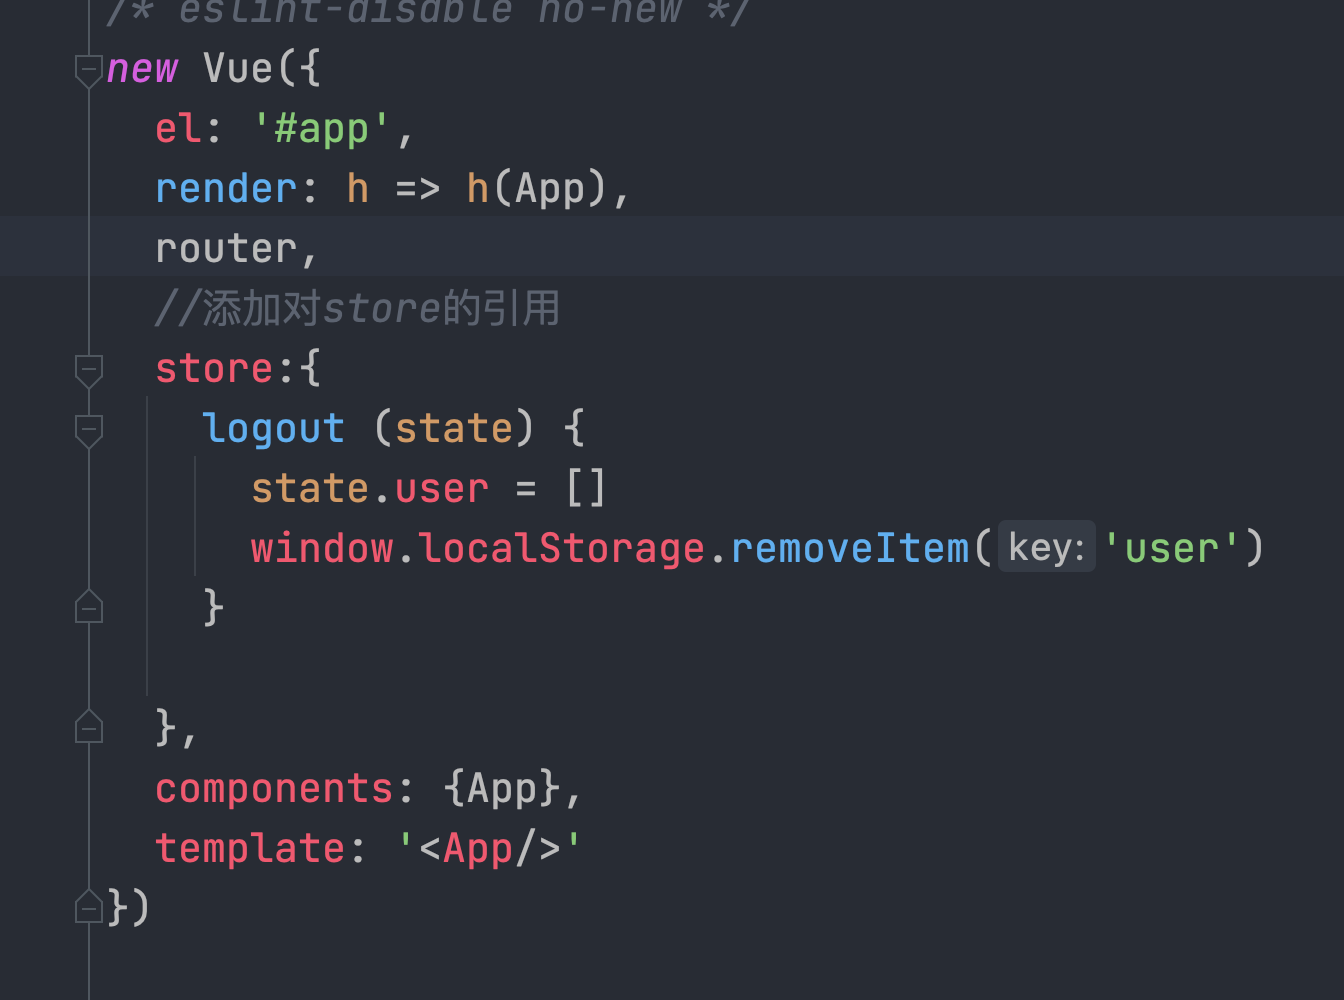 /* eslint-disable no-new */
new Vue({
  el: '#app',
  render: h => h(App),
  router,
  //添加对store的引用
  store:{
    logout (state) {
      state.user = []
      window.localStorage.removeItem( key: 'user')
    }
  },
  components: {App},
  template: '<App/>'
})